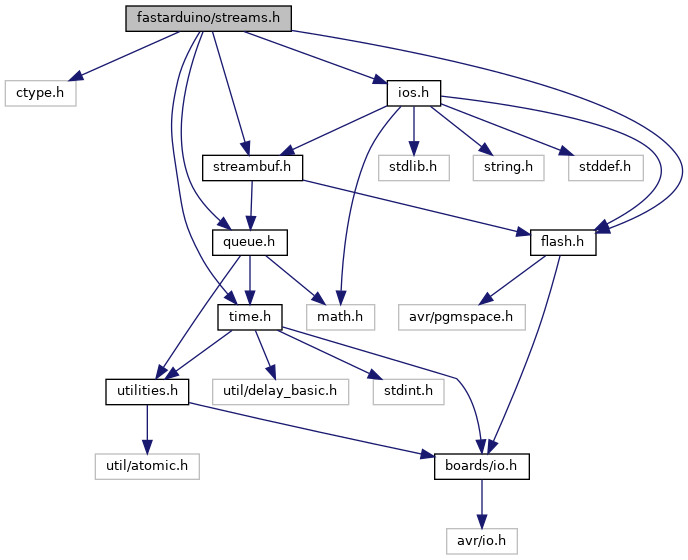 fastarduino/streams.h
ctype.h
ios.h
streambuf.h
stdlib.h
string.h
stddef.h
queue.h
flash.h
time.h
math.h
avr/pgmspace.h
utilities.h
util/delay_basic.h
stdint.h
util/atomic.h
boards/io.h
avr/io.h